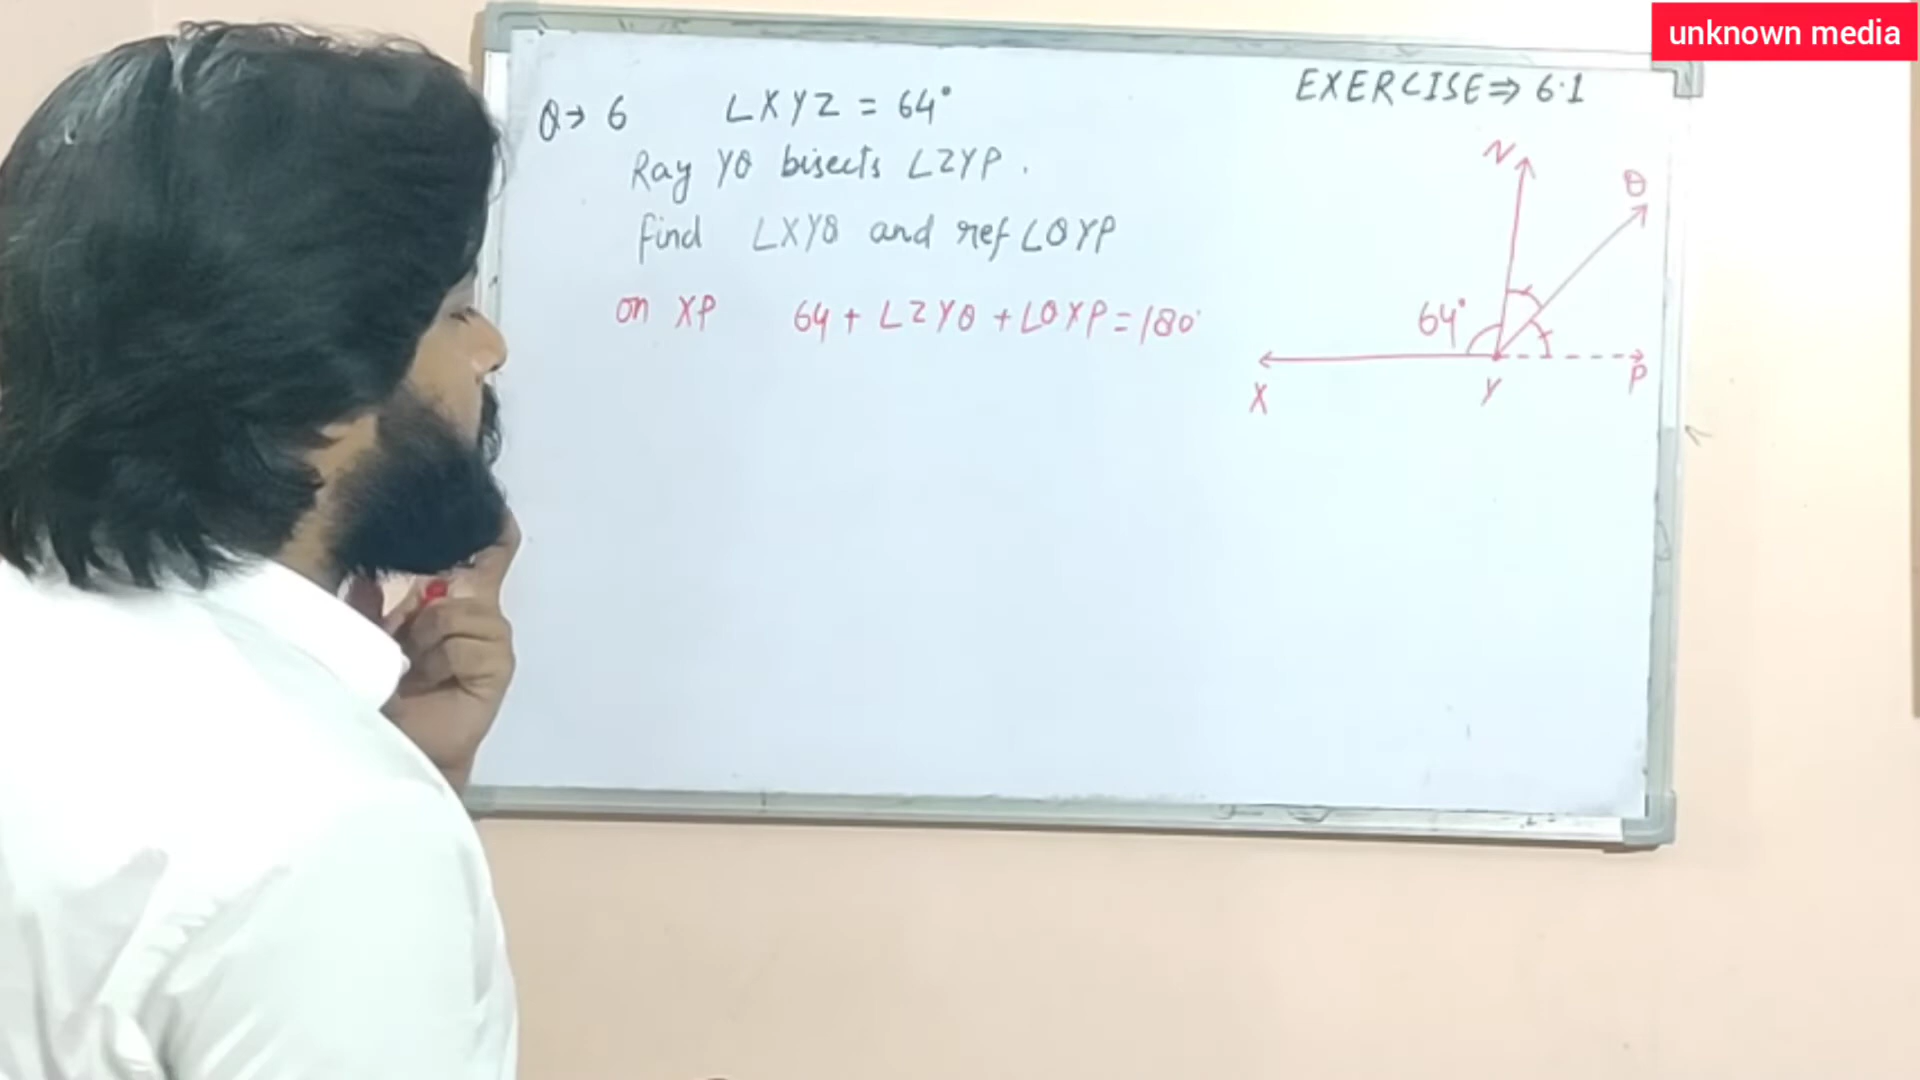 unknown media
EXERCISE⇒ 6.1
Q→ 6 ∠XYZ = 64°
Ray YQ bisects ∠ZYP.
find ∠XYQ and ref ∠QYP
on XP 64 + ∠ZYQ + ∠QYP = 180°
Z
Q
64°
X
Y
P